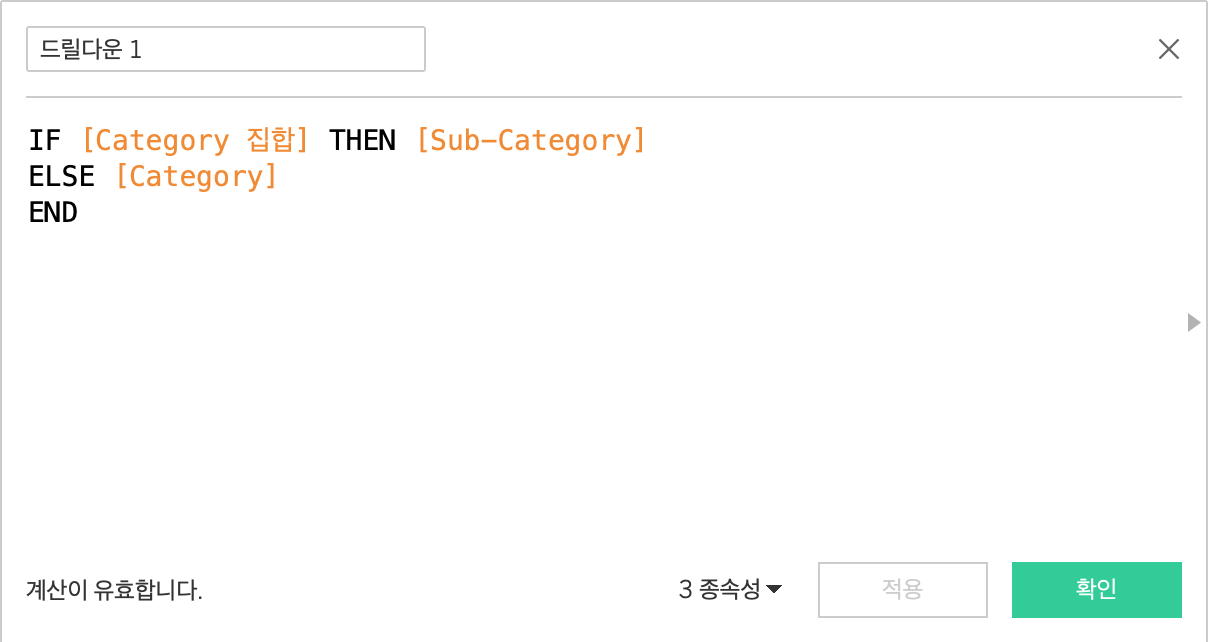 드릴다운 1
IF [Category 집합] THEN [Sub-Category]
ELSE [Category]
END
계산이 유효합니다. 3 종속성 적용 확인